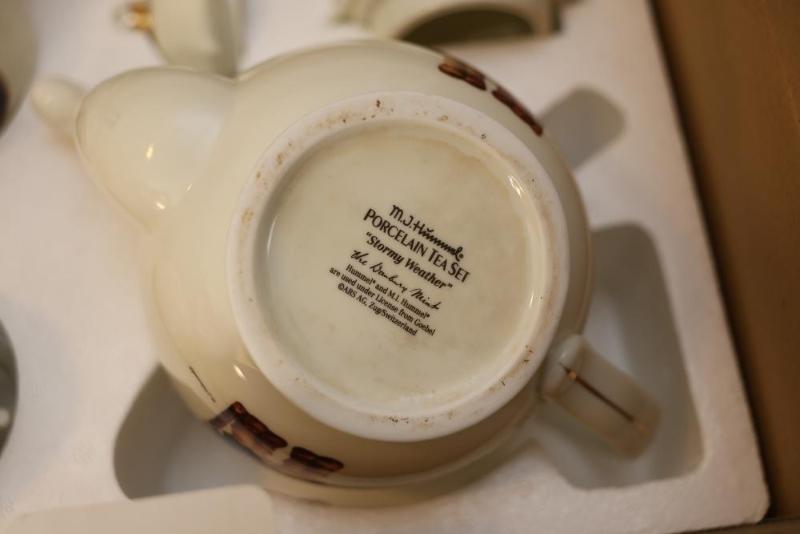 M.J.Hummel®
PORCELAIN TEA SET
"Stormy Weather"
the Danbury Mint
Hummel® and M.I. Hummel®
are used under License from Goebel
©ARS AG, Zug/Switzerland